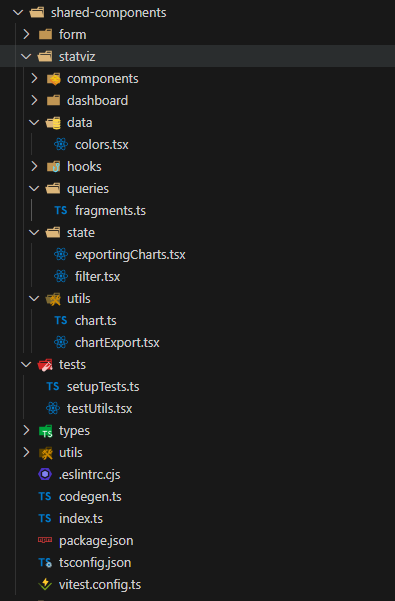 shared-components
form
statviz
components
dashboard
data
colors.tsx
hooks
queries
TS fragments.ts
state
exportingCharts.tsx
filter.tsx
utils
TS chart.ts
chartExport.tsx
tests
TS setupTests.ts
testUtils.tsx
TS types
utils
.eslintrc.cjs
TS codegen.ts
TS index.ts
package.json
TS tsconfig.json
vitest.config.ts